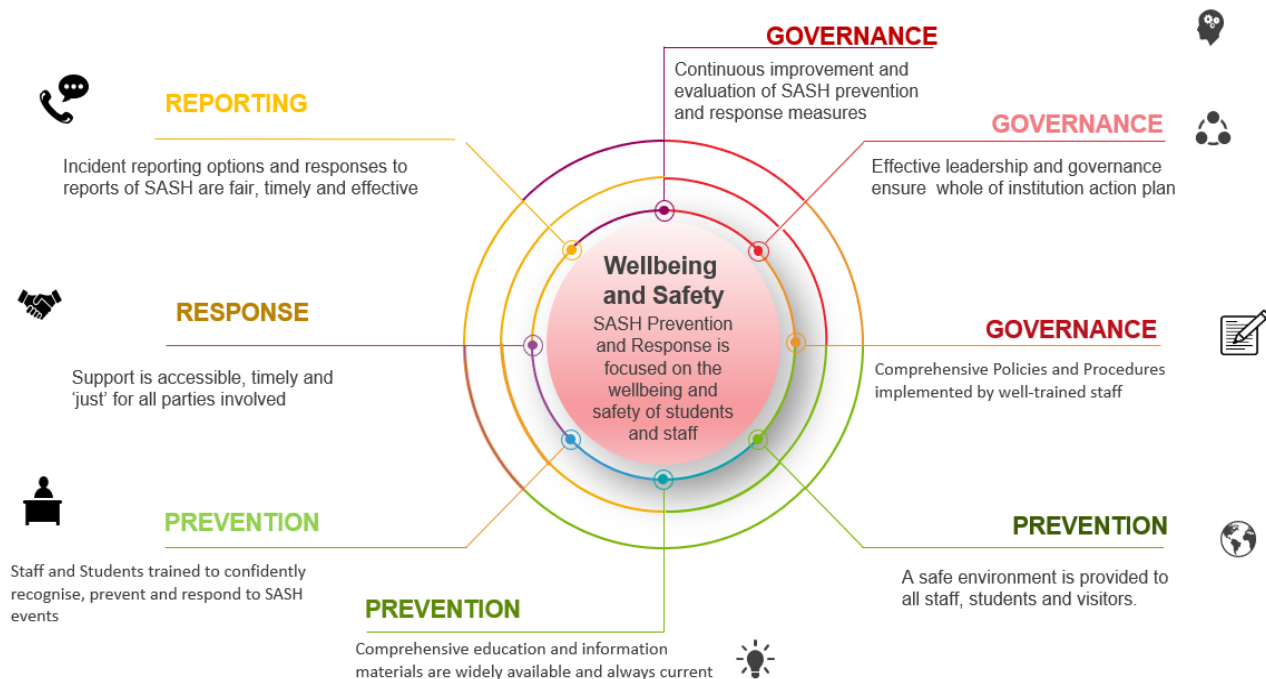 GOVERNANCE
Continuous improvement and
evaluation of SASH prevention
and response measures
GOVERNANCE
Effective leadership and governance
ensure  whole of institution action plan
GOVERNANCE
Comprehensive Policies and Procedures
implemented by well-trained staff
PREVENTION
A safe environment is provided to
all staff, students and visitors.
PREVENTION
Comprehensive education and information
materials are widely available and always current
PREVENTION
Staff and Students trained to confidently
recognise, prevent and respond to SASH
events
RESPONSE
Support is accessible, timely and
‘just’ for all parties involved
REPORTING
Incident reporting options and responses to
reports of SASH are fair, timely and effective
Wellbeing
and Safety
SASH Prevention
and Response is
focused on the
wellbeing and
safety of students
and staff